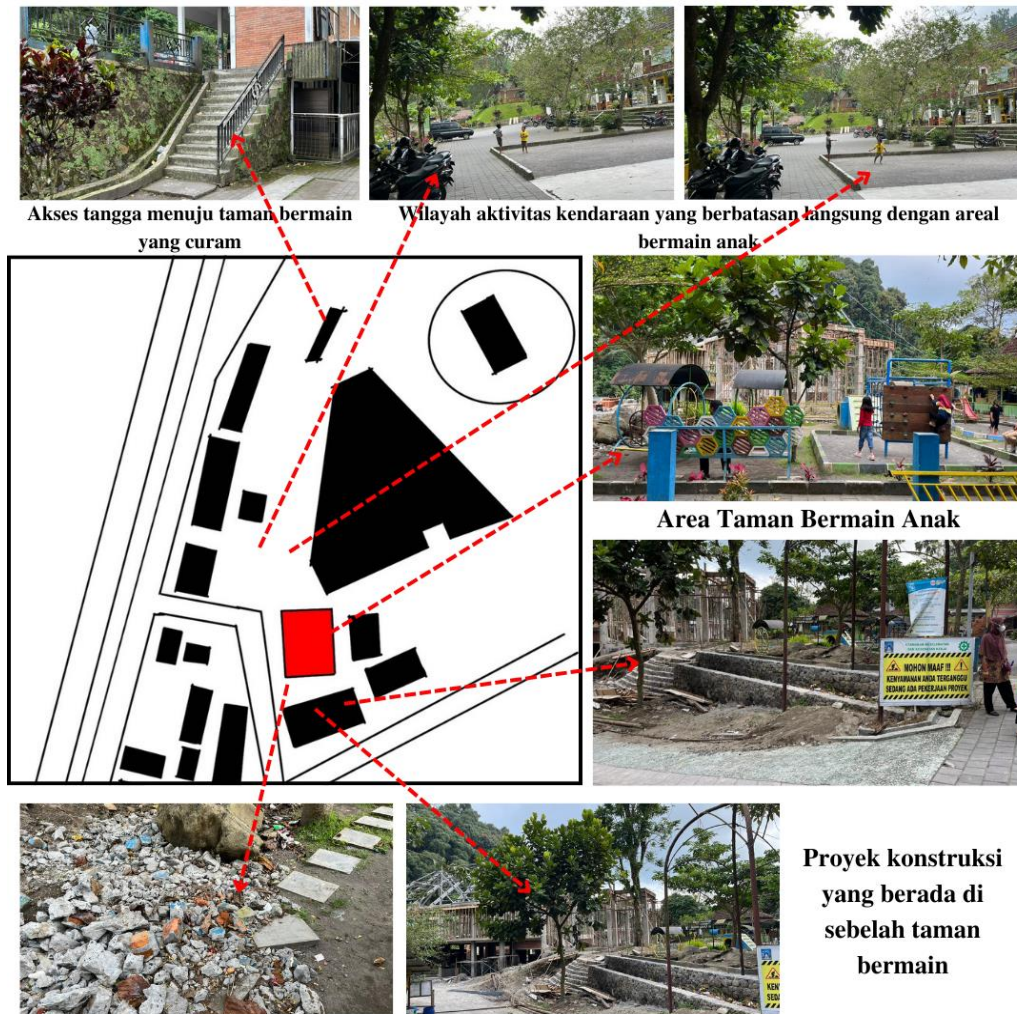 Akses tangga menuju taman bermain
yang curam
Wilayah aktivitas kendaraan yang berbatasan langsung dengan areal
bermain anak
Area Taman Bermain Anak
MOHON MAAF !!!
KENYAMANAN ANDA TERGANGGU
SEDANG ADA PEKERJAAN PROYEK
Proyek konstruksi
yang berada di
sebelah taman
bermain